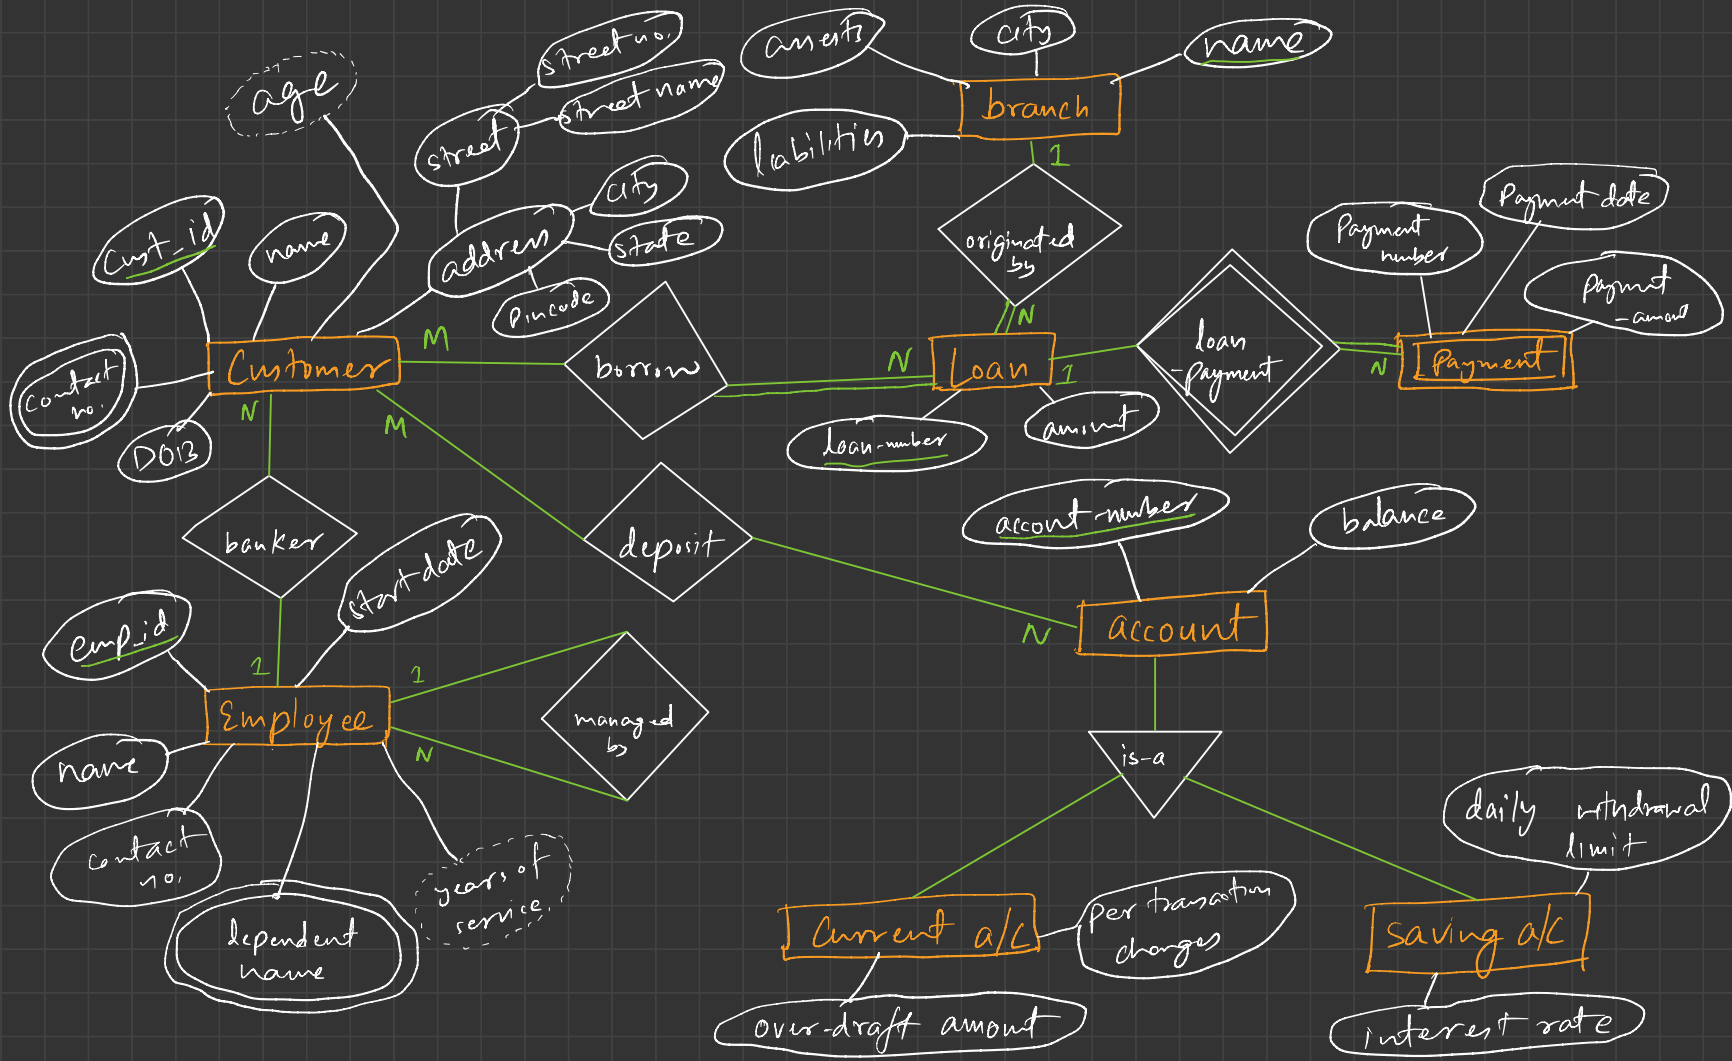 assests
city
name
street no.
street name
age
branch
liabilities
street
1
city
Payment date
Cust_id
name
address
state
originated
by
Payment
number
Payment
-amount
Pincode
M
N
borrow
N
Loan
1
loan
-payment
N
Payment
Customer
Contact
no.
N
M
DOB
loan-number
amount
account-number
balance
banker
deposit
start date
emp_id
N
account
1
1
Employee
managed
by
N
name
is-a
contact
no.
years of
service
daily withdrawal
limit
dependent
name
Current a/c
per transaction
charges
saving a/c
over-draft amount
interest rate